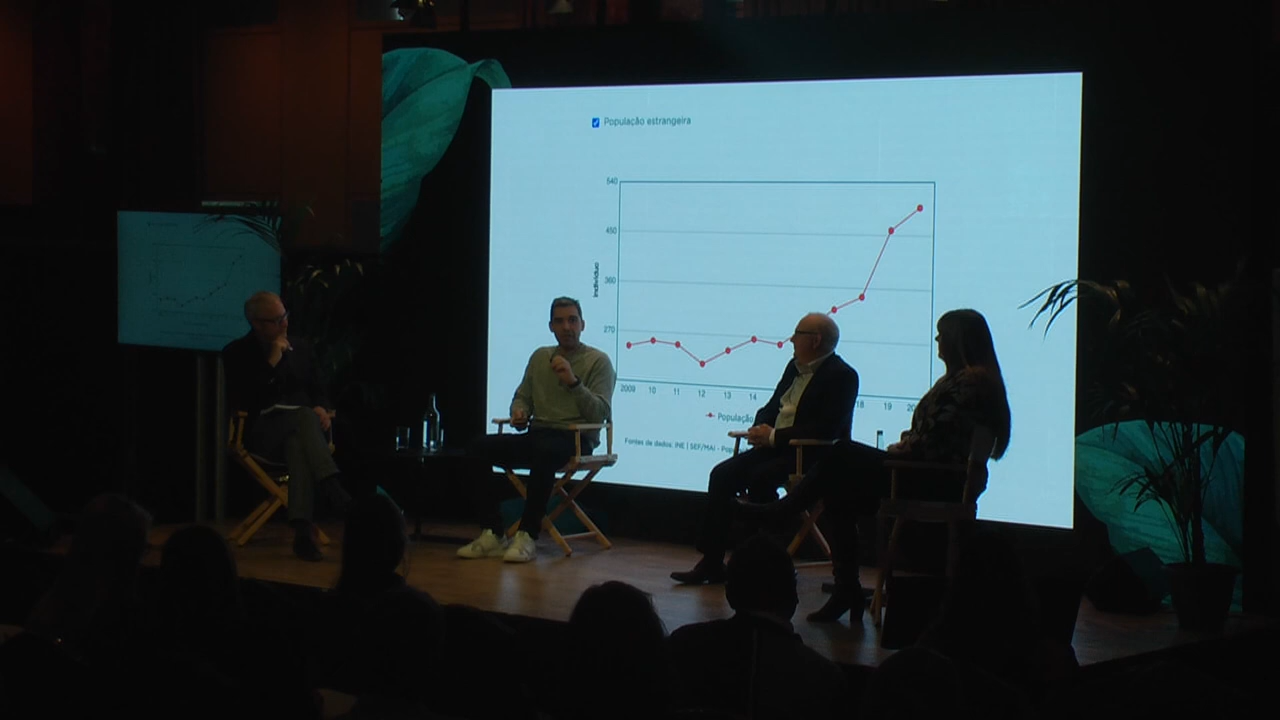 População estrangeira
540
450
360
270
Indivíduo
2009 10 11 12 13 14 18 19
População
Fontes de dados: INE | SEF/MAI -